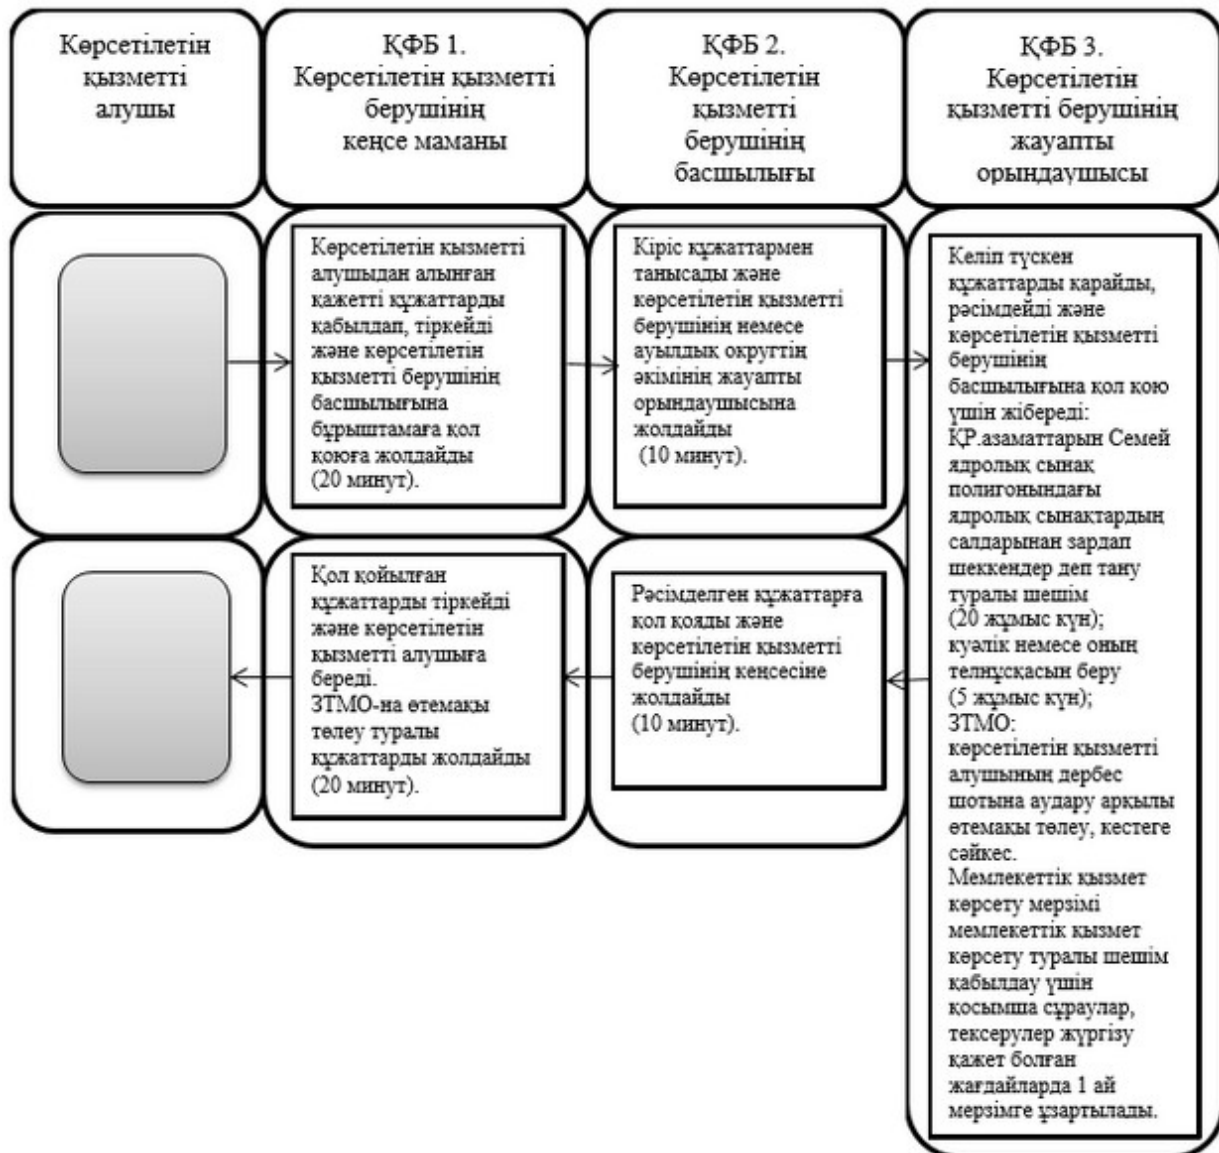 Көрсетілетін
қызметті
алушы
ҚФБ 1.
Көрсетілетін қызметті
берушінің
кеңсе маманы
ҚФБ 2.
Көрсетілетін
қызметті
берушінің
басшылығы
ҚФБ 3.
Көрсетілетін
қызметті берушінің
жауапты
орындаушысы
Көрсетілетін қызметті
алушыдан алынған
қажетті құжаттарды
қабылдап, тіркейді
және көрсетілетін
қызметті берушінің
басшылығына
бұрыштамаға қол
қоюға жолдайды
(20 минут).
Кіріс құжаттармен
танысады және
көрсетілетін қызметті
берушінің немесе
ауылдық округтің
әкімінің жауапты
орындаушысына
жолдайды
(10 минут).
Келіп түскен
құжаттарды қарайды,
рәсімдейді және
көрсетілетін қызметті
берушінің
басшылығына қол қою
үшін жібереді:
ҚР.азаматтарын Семей
ядролық сынақ
полигонындағы
ядролық сынақтардың
салдарынан зардап
шеккендер деп тану
туралы шешім
(20 жұмыс күн);
куәлік немесе оның
телнұсқасын беру
(5 жұмыс күн);
ЗТМО:
көрсетілетін қызметті
алушының дербес
шотына аудару арқылы
өтемақы төлеу, кестеге
сәйкес.
Мемлекеттік қызмет
көрсету мерзімі
мемлекеттік қызмет
көрсету туралы шешім
қабылдау үшін
қосымша сұраулар,
тексерулер жүргізу
қажет болған
жағдайларда 1 ай
мерзімге ұзартылады.
Қол қойылған
құжаттарды тіркейді
және көрсетілетін
қызметті алушыға
береді.
ЗТМО-на өтемақы
төлеу туралы
құжаттарды жолдайды
(20 минут).
Рәсімделген құжаттарға
қол қояды және
көрсетілетін қызметті
берушінің кеңсесіне
жолдайды
(10 минут).